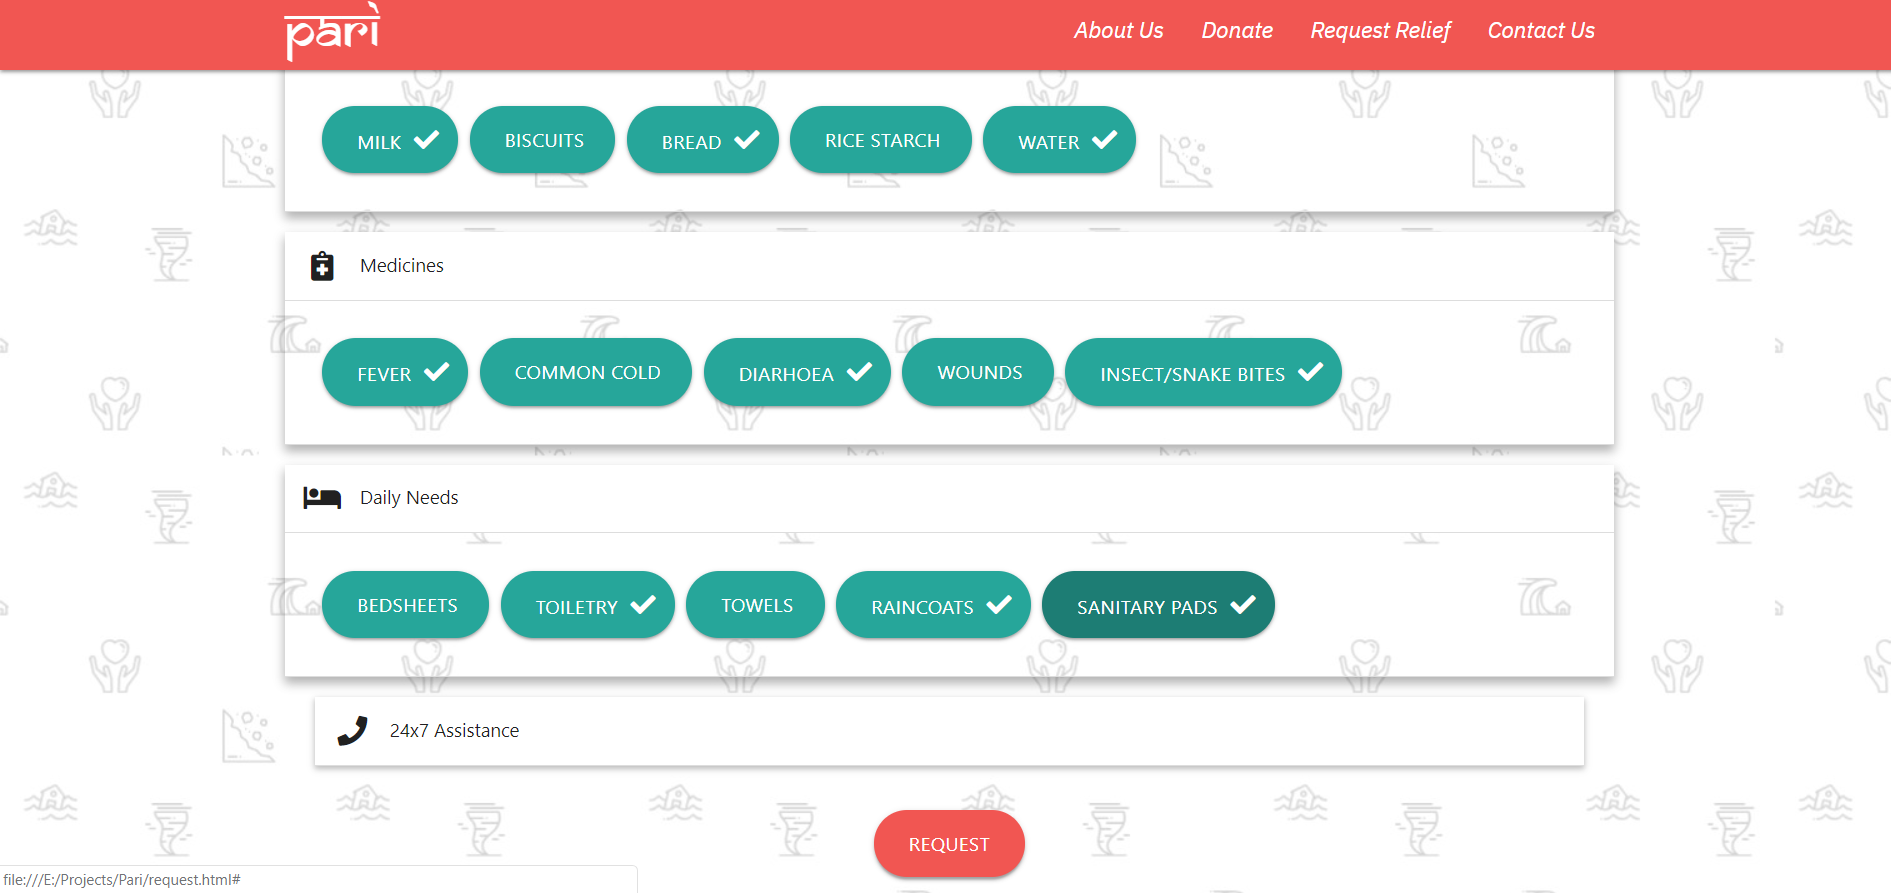 parì
About Us Donate Request Relief Contact Us
MILK BISCUITS BREAD RICE STARCH WATER
Medicines
FEVER COMMON COLD DIARHOEA WOUNDS INSECT/SNAKE BITES
Daily Needs
BEDSHEETS TOILETRY TOWELS RAINCOATS SANITARY PADS
24x7 Assistance
REQUEST
file:///E:/Projects/Pari/request.html#